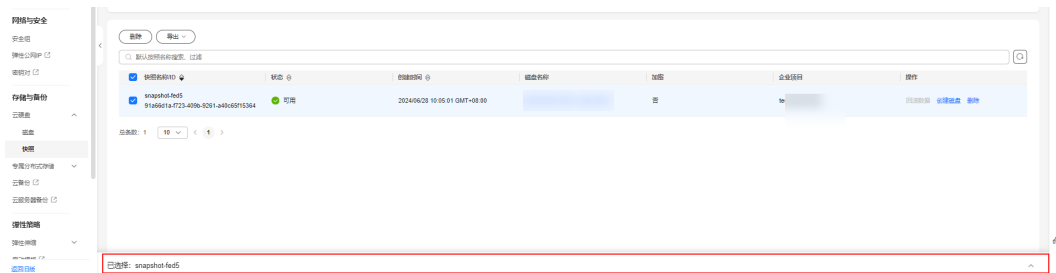 网络与安全
安全组
弹性公网IP
密钥对
存储与备份
云硬盘
磁盘
快照
专属分布式存储
云备份
云服务器备份
弹性策略
弹性伸缩
返回旧版
删除 导出
默认按照名称搜索、过滤
快照名称/ID 状态 创建时间 磁盘名称 加密 企业项目 操作
snapshot-fed5
91a66d1a-f723-409b-9261-a40c65f15364 可用 2024/06/28 10:05:01 GMT+08:00 否 te 回滚数据 创建磁盘 删除
总条数: 1 10 1
已选择: snapshot-fed5